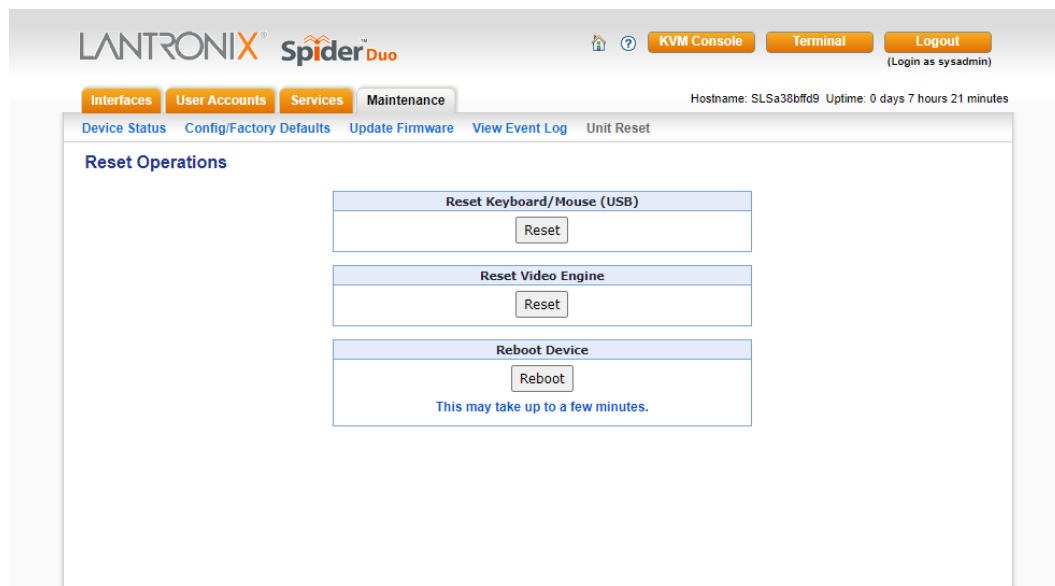 LANTRONIX® Spider™ Duo
KVM Console
Terminal
Logout
(Login as sysadmin)
Interfaces
User Accounts
Services
Maintenance
Hostname: SLSa38bffd9 Uptime: 0 days 7 hours 21 minutes
Device Status
Config/Factory Defaults
Update Firmware
View Event Log
Unit Reset
Reset Operations
Reset Keyboard/Mouse (USB)
Reset
Reset Video Engine
Reset
Reboot Device
Reboot
This may take up to a few minutes.